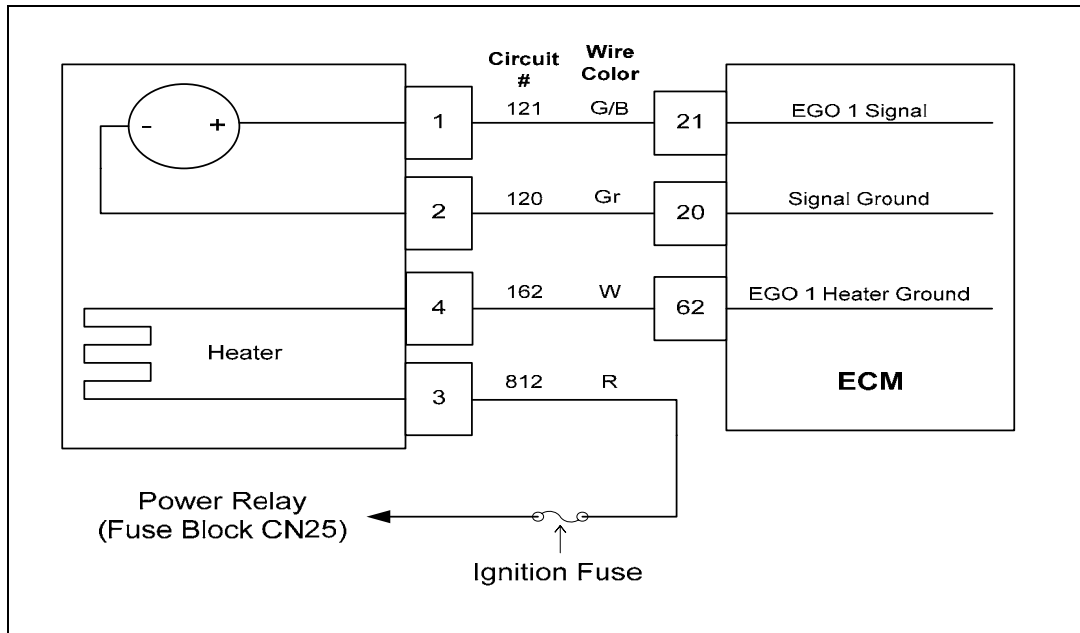 Circuit
#
Wire
Color
- +
1
121
G/B
21
EGO 1 Signal
2
120
Gr
20
Signal Ground
4
162
W
62
EGO 1 Heater Ground
Heater
3
812
R
ECM
Power Relay
(Fuse Block CN25)
Ignition Fuse